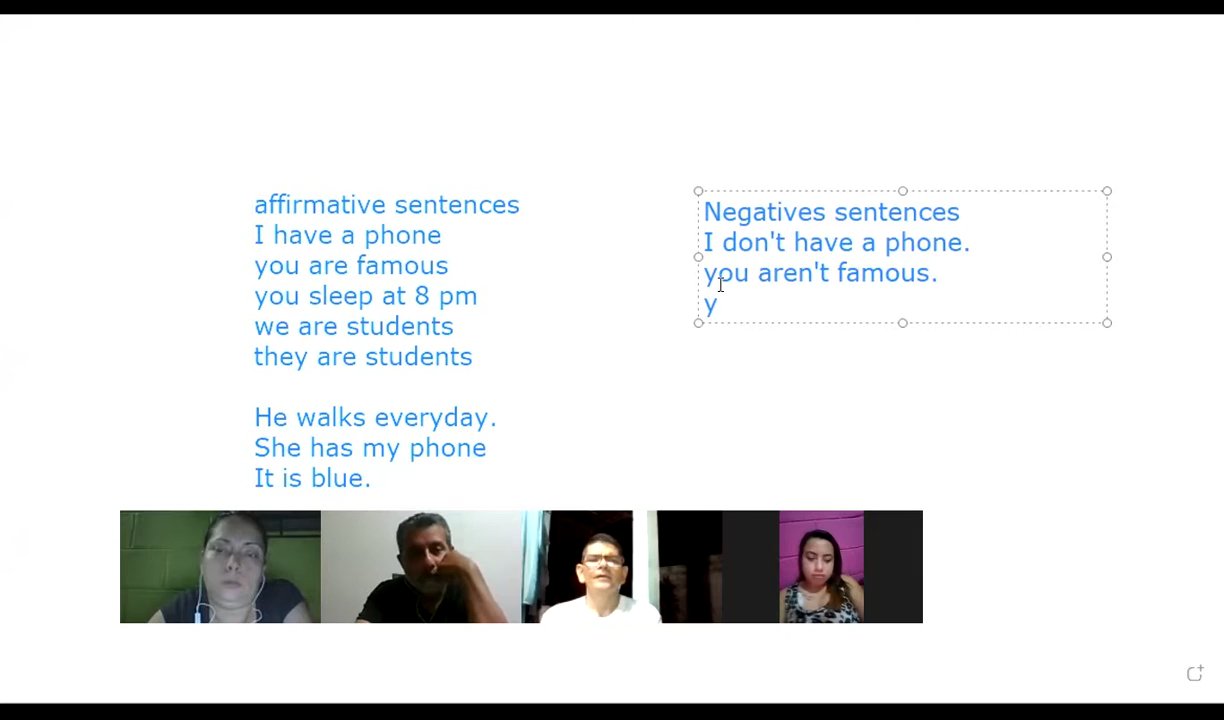 affirmative sentences
I have a phone
you are famous
you sleep at 8 pm
we are students
they are students
He walks everyday.
She has my phone
It is blue.
Negatives sentences
I don't have a phone.
you aren't famous.
y